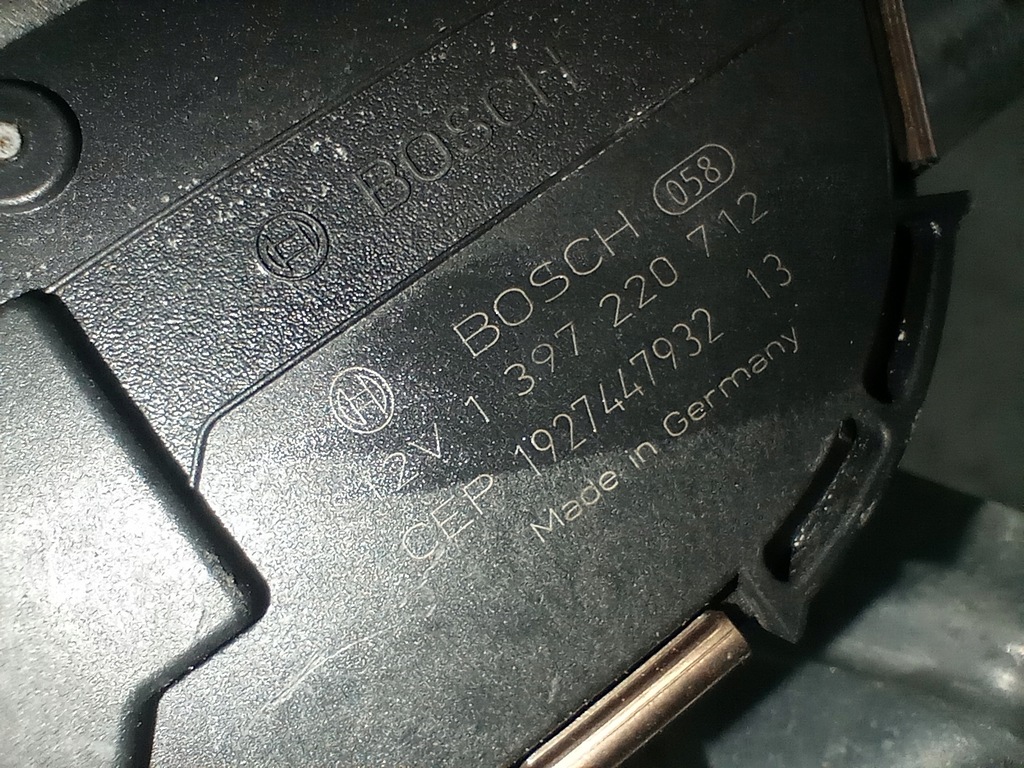 BOSCH
BOSCH 058
12V 1 397 220 712
CEP 1927447932 13
Made in Germany